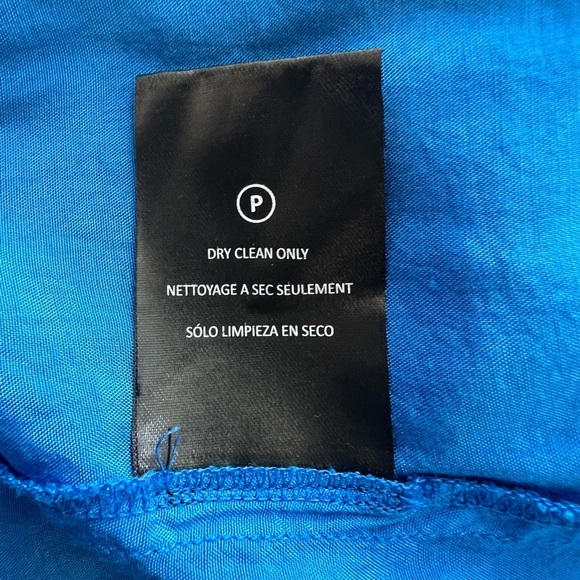 P
DRY CLEAN ONLY
NETTOYAGE A SEC SEULEMENT
SÓLO LIMPIEZA EN SECO